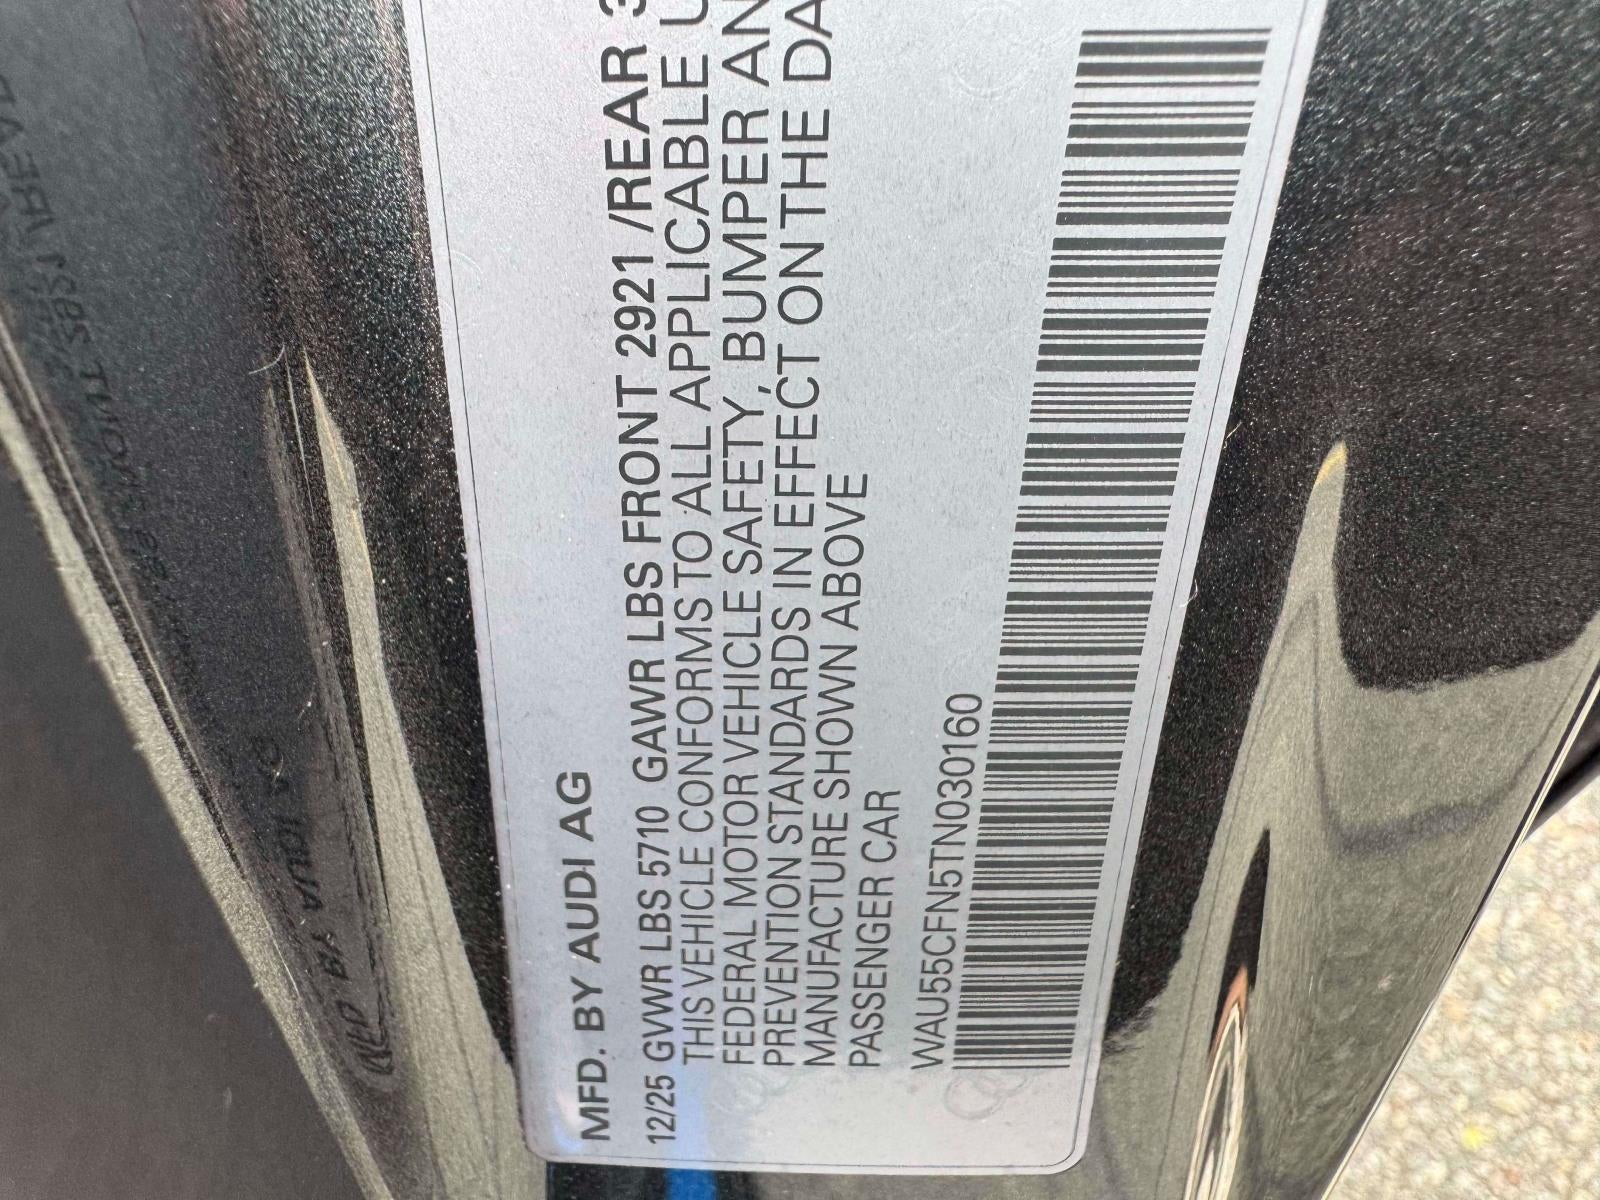 MFD. BY AUDI AG
12/25 GVWR LBS 5710 GAWR LBS FRONT 2921 /REAR 3
THIS VEHICLE CONFORMS TO ALL APPLICABLE U
FEDERAL MOTOR VEHICLE SAFETY, BUMPER AN
PREVENTION STANDARDS IN EFFECT ON THE DA
MANUFACTURE SHOWN ABOVE
PASSENGER CAR
WAU55CFN5TN030160